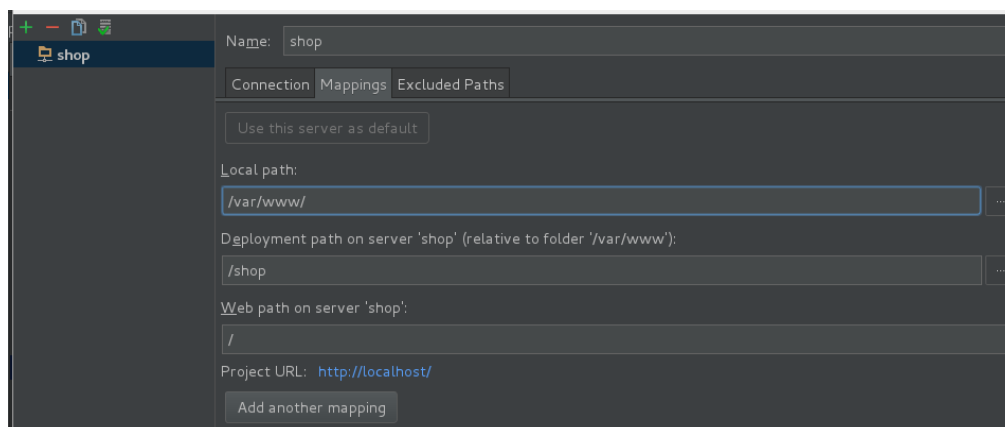 shop
Name: shop
Connection Mappings Excluded Paths
Use this server as default
Local path:
/var/www/
...
Deployment path on server 'shop' (relative to folder '/var/www'):
/shop
...
Web path on server 'shop':
/
Project URL: http://localhost/
Add another mapping